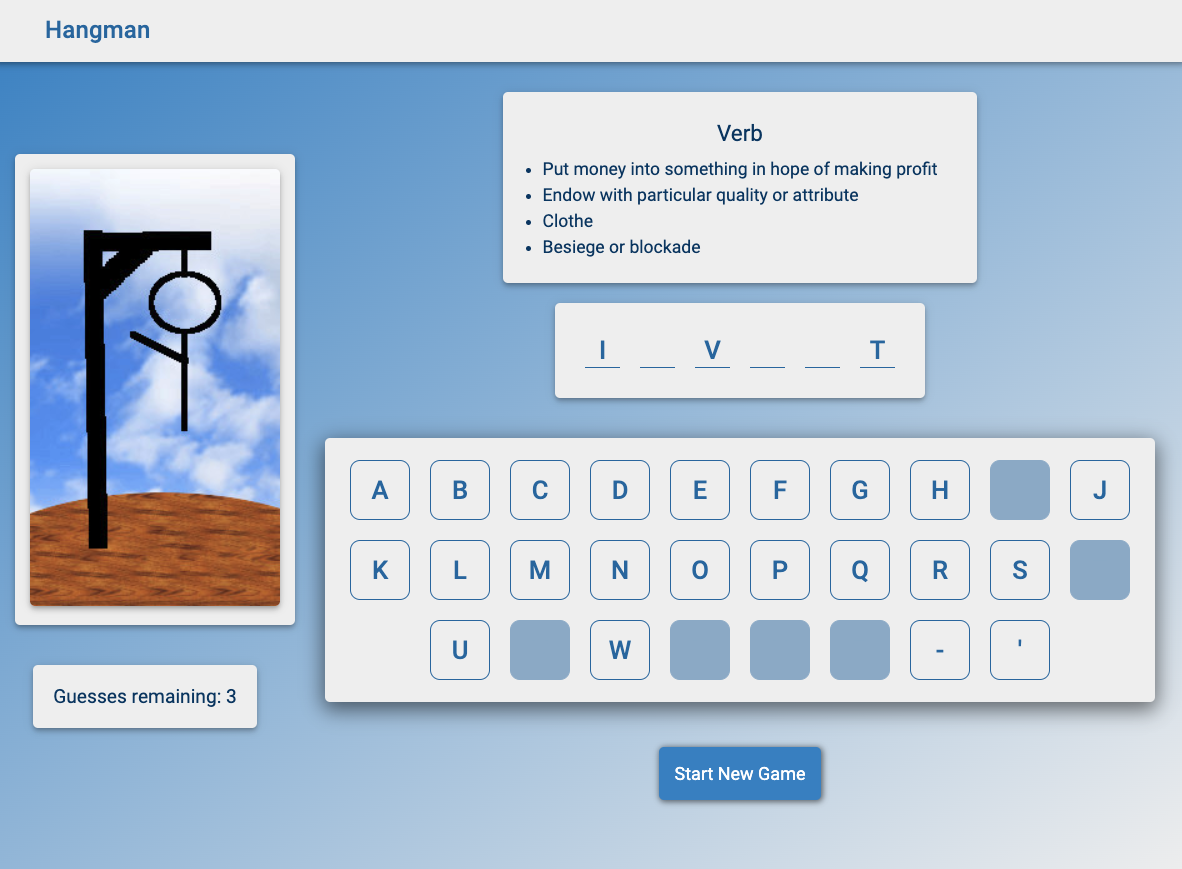 Hangman
Verb
• Put money into something in hope of making profit
• Endow with particular quality or attribute
• Clothe
• Besiege or blockade
I _ V _ _ T
A B C D E F G H J
K L M N O P Q R S
U W - '
Guesses remaining: 3
Start New Game